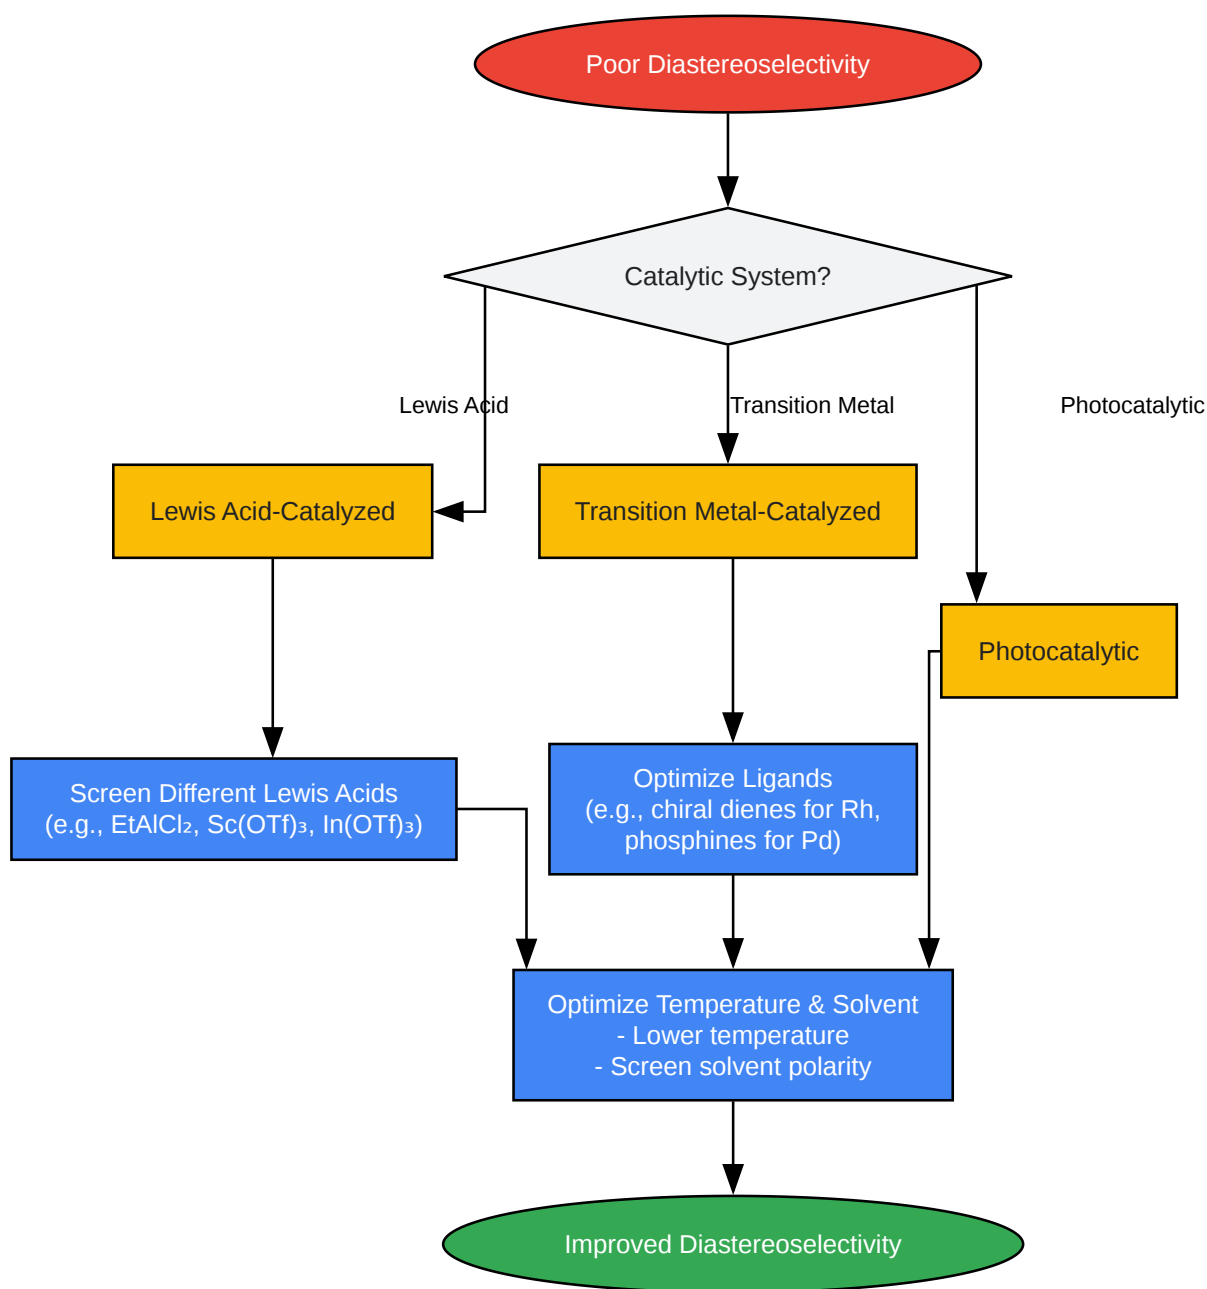 Poor Diastereoselectivity
Catalytic System?
Lewis Acid
Transition Metal
Photocatalytic
Lewis Acid-Catalyzed
Transition Metal-Catalyzed
Photocatalytic
Screen Different Lewis Acids
(e.g., EtAlCl₂, Sc(OTf)₃, In(OTf)₃)
Optimize Ligands
(e.g., chiral dienes for Rh,
phosphines for Pd)
Optimize Temperature & Solvent
- Lower temperature
- Screen solvent polarity
Improved Diastereoselectivity